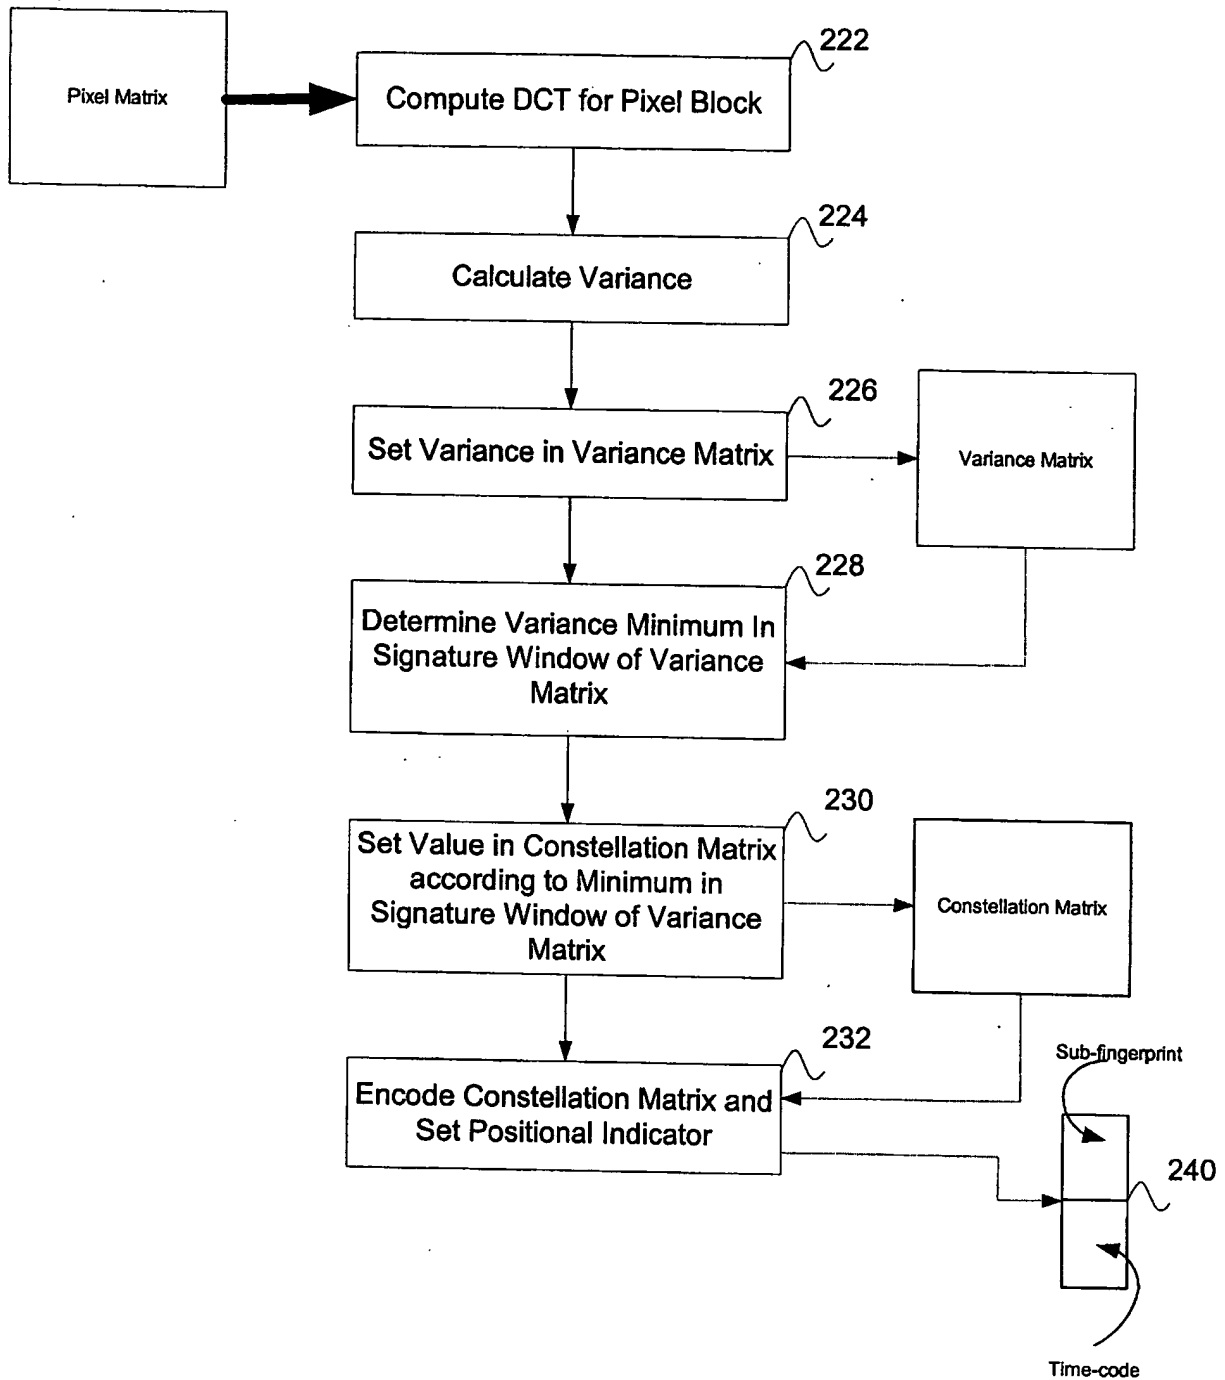 222
Pixel Matrix
Compute DCT for Pixel Block
224
Calculate Variance
226
Set Variance in Variance Matrix
Variance Matrix
228
Determine Variance Minimum In
Signature Window of Variance
Matrix
230
Set Value in Constellation Matrix
according to Minimum in
Signature Window of Variance
Matrix
Constellation Matrix
232
Encode Constellation Matrix and
Set Positional Indicator
Sub-fingerprint
240
Time-code